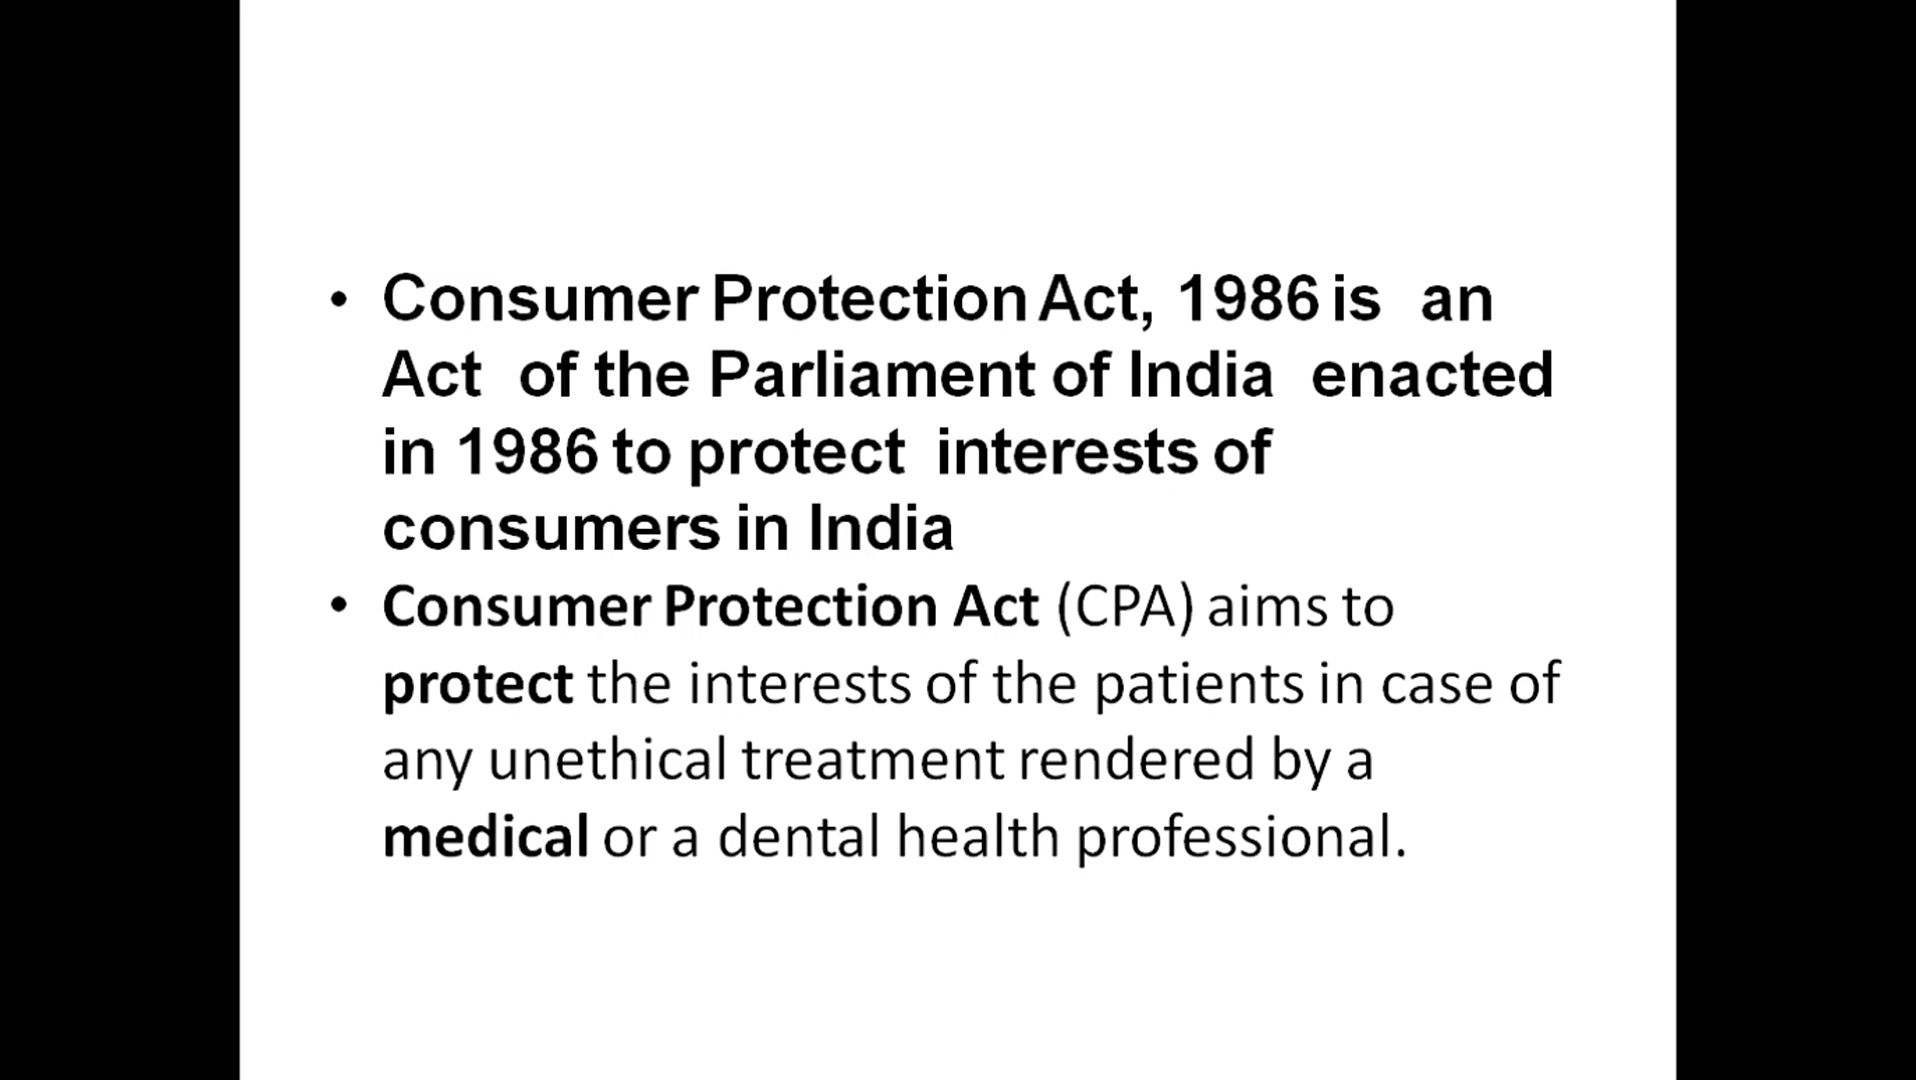 • Consumer Protection Act, 1986 is an
Act of the Parliament of India enacted
in 1986 to protect interests of
consumers in India
• Consumer Protection Act (CPA) aims to
protect the interests of the patients in case of
any unethical treatment rendered by a
medical or a dental health professional.